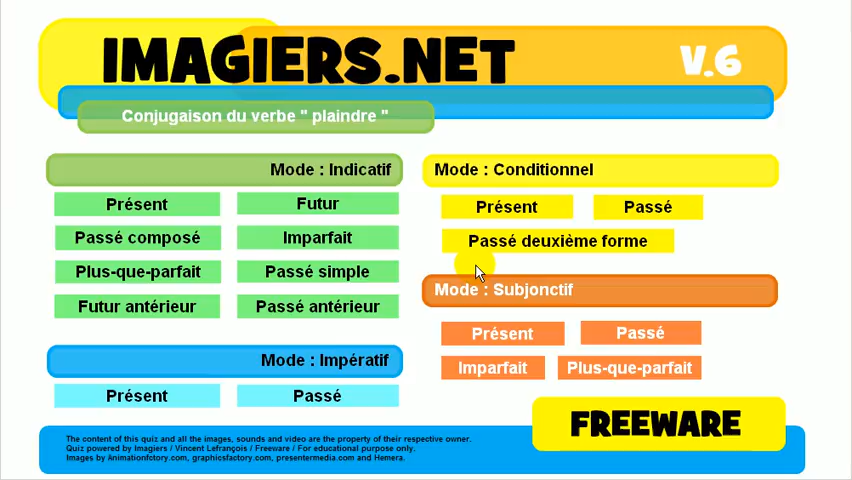 IMAGIERS.NET
V.6
Conjugaison du verbe " plaindre "
Mode : Indicatif
Présent
Futur
Passé composé
Imparfait
Plus-que-parfait
Passé simple
Futur antérieur
Passé antérieur
Mode : Impératif
Présent
Passé
Mode : Conditionnel
Présent
Passé
Passé deuxième forme
Mode : Subjonctif
Présent
Passé
Imparfait
Plus-que-parfait
FREEWARE
The content of this quiz and all the images, sounds and video are the property of their respective owner.
Quiz powered by Imagiers / Vincent Lefrançois / Freeware / For educational purpose only.
Images by Animationfctory.com, graphicsfactory.com, presentermedia.com and Hemera.